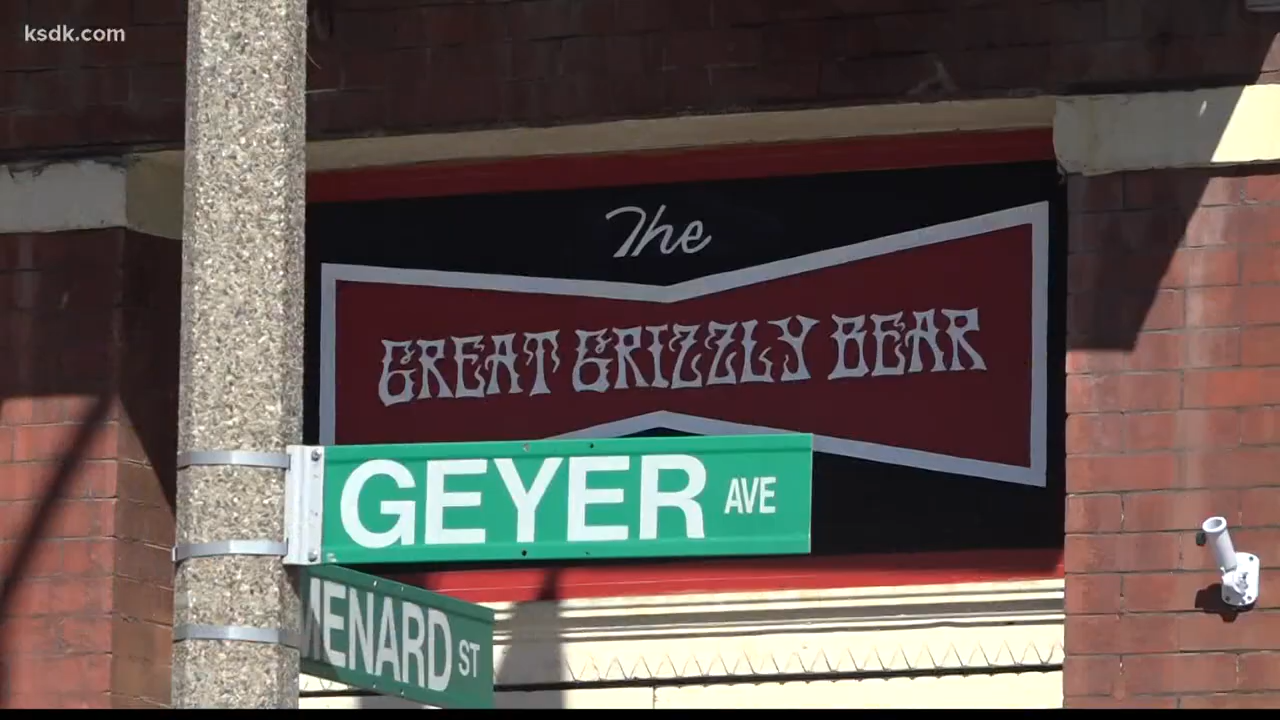 ksdk.com
The
GREAT GRIZZLY BEAR
GEYER AVE
MENARD ST